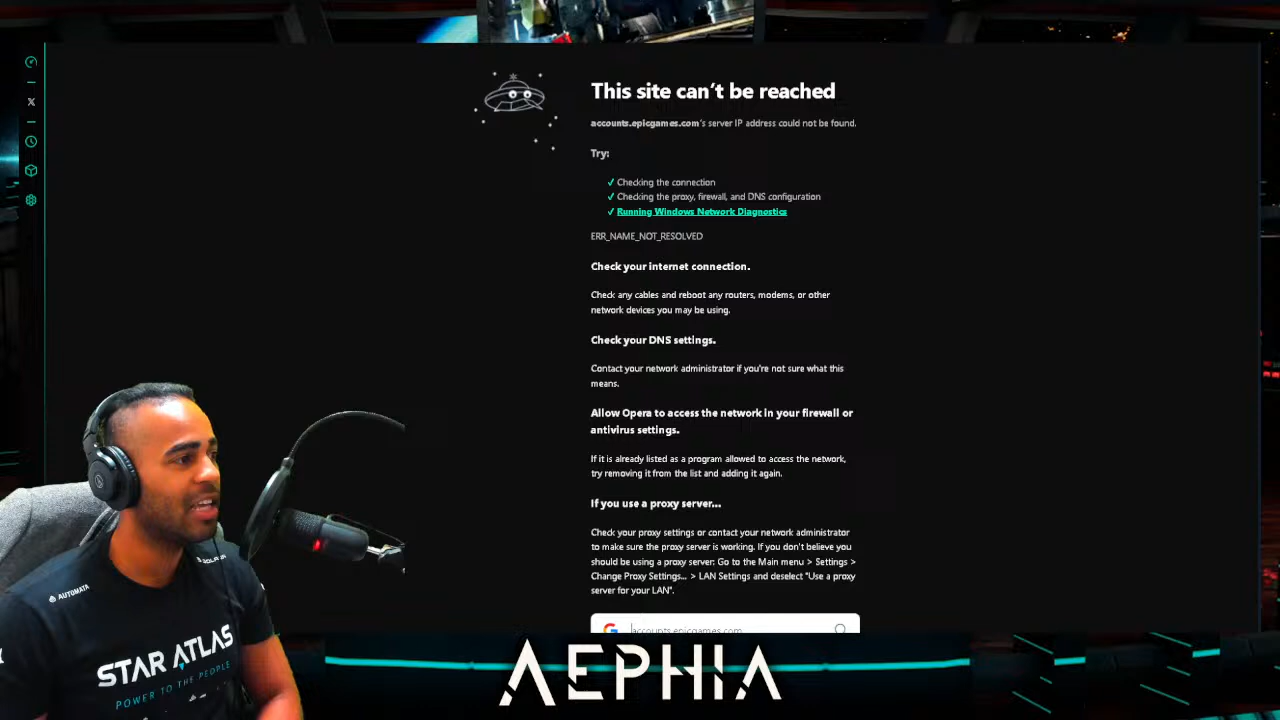 This site can't be reached
accounts.epicgames.com's server IP address could not be found.
Try:
✓ Checking the connection
✓ Checking the proxy, firewall, and DNS configuration
✓ Running Windows Network Diagnostics
ERR_NAME_NOT_RESOLVED
Check your internet connection.
Check any cables and reboot any routers, modems, or other
network devices you may be using.
Check your DNS settings.
Contact your network administrator if you're not sure what this
means.
Allow Opera to access the network in your firewall or
antivirus settings.
If it is already listed as a program allowed to access the network,
try removing it from the list and adding it again.
If you use a proxy server...
Check your proxy settings or contact your network administrator
to make sure the proxy server is working. If you don't believe you
should be using a proxy server: Go to the Main menu > Settings >
Change Proxy Settings... > LAN Settings and deselect "Use a proxy
server for your LAN".
accounts.epicgames.com
AUTOMATA
STAR ATLAS
POWER TO THE PEOPLE
AEPHIA